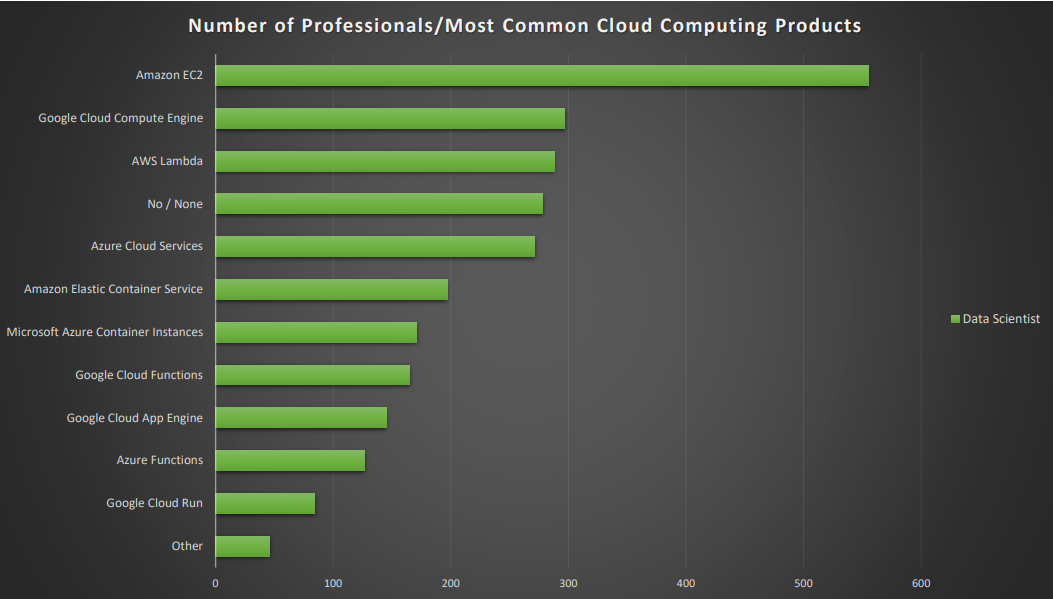 Number of Professionals/Most Common Cloud Computing Products
Amazon EC2
Google Cloud Compute Engine
AWS Lambda
No / None
Azure Cloud Services
Amazon Elastic Container Service
Microsoft Azure Container Instances
Google Cloud Functions
Google Cloud App Engine
Azure Functions
Google Cloud Run
Other
0 100 200 300 400 500 600
Data Scientist